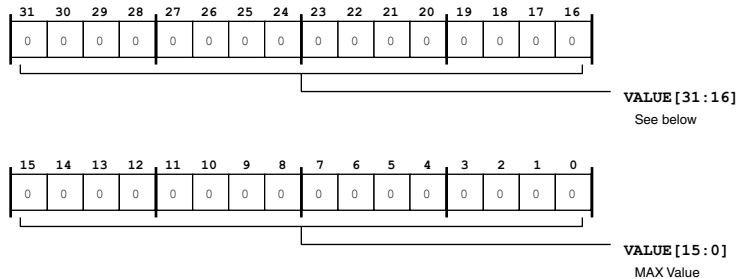 31 30 29 28 27 26 25 24 23 22 21 20 19 18 17 16
0 0 0 0 0 0 0 0 0 0 0 0 0 0 0 0
VALUE[31:16]
See below
15 14 13 12 11 10 9 8 7 6 5 4 3 2 1 0
0 0 0 0 0 0 0 0 0 0 0 0 0 0 0 0
VALUE[15:0]
MAX Value